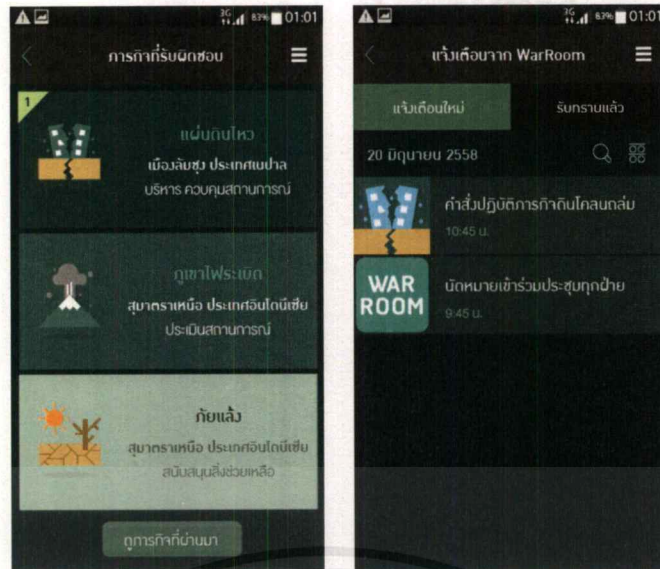 3G 83% 01:01
ภารกิจที่รับผิดชอบ
1
แผ่นดินไหว
เมืองลัมชุง ประเทศเนปาล
บริหาร ควบคุมสถานการณ์
ภูเขาไฟระเบิด
สุมาตราเหนือ ประเทศอินโดนีเซีย
ประเมินสถานการณ์
ภัยแล้ง
สุมาตราเหนือ ประเทศอินโดนีเซีย
สนับสนุนสิ่งช่วยเหลือ
ดูภารกิจที่ผ่านมา
3G 83% 01:01
แจ้งเตือนจาก WarRoom
แจ้งเตือนใหม่ รับทราบแล้ว
20 มิถุนายน 2558
คำสั่งปฏิบัติภารกิจดินโคลนถล่ม
10:45 น.
WAR
ROOM
นัดหมายเข้าร่วมประชุมทุกฝ่าย
9:45 น.